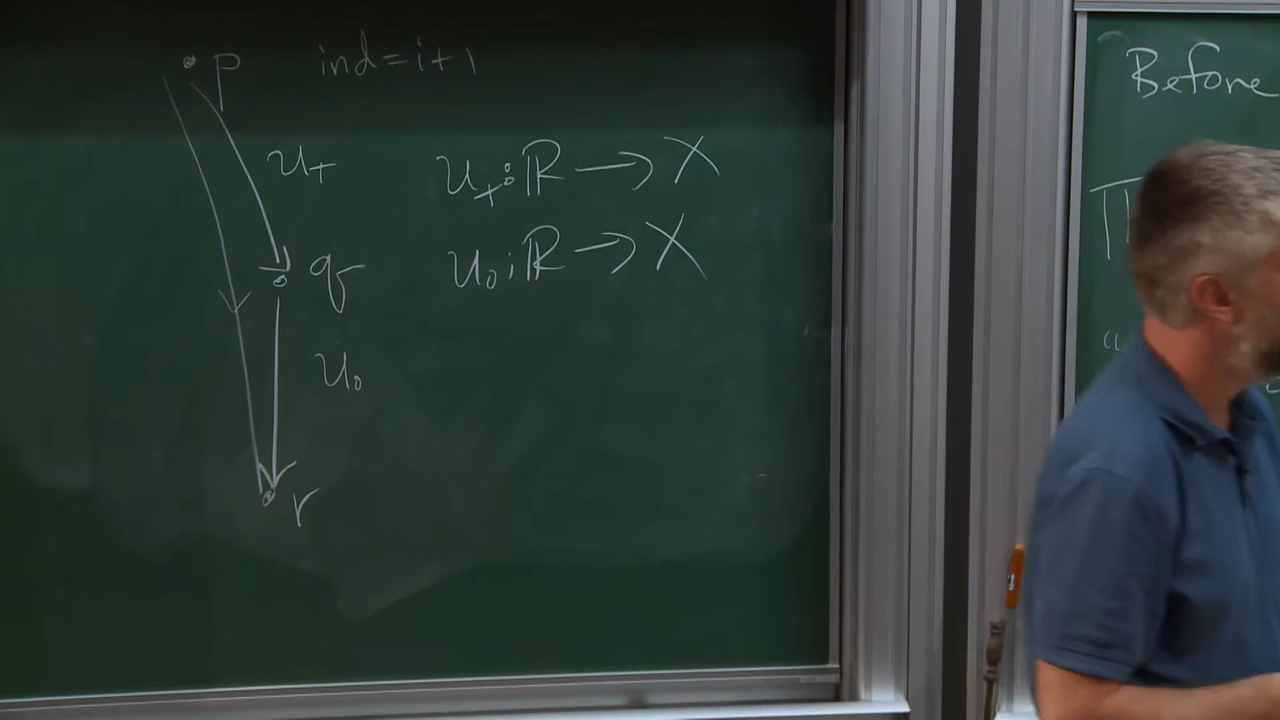 p ind = i+1
u₊ u₊: ℝ → X
q u₀: ℝ → X
u₀
r
Before